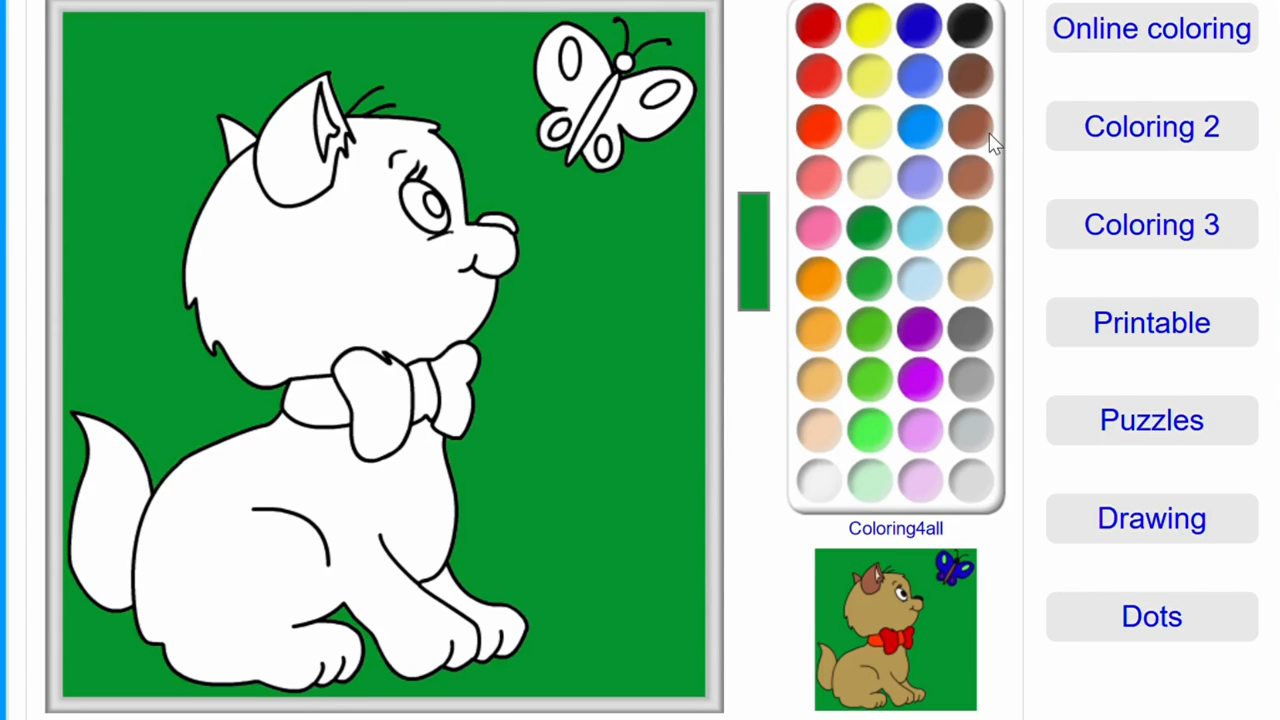 Online coloring
Coloring 2
Coloring 3
Printable
Puzzles
Drawing
Dots
Coloring4all